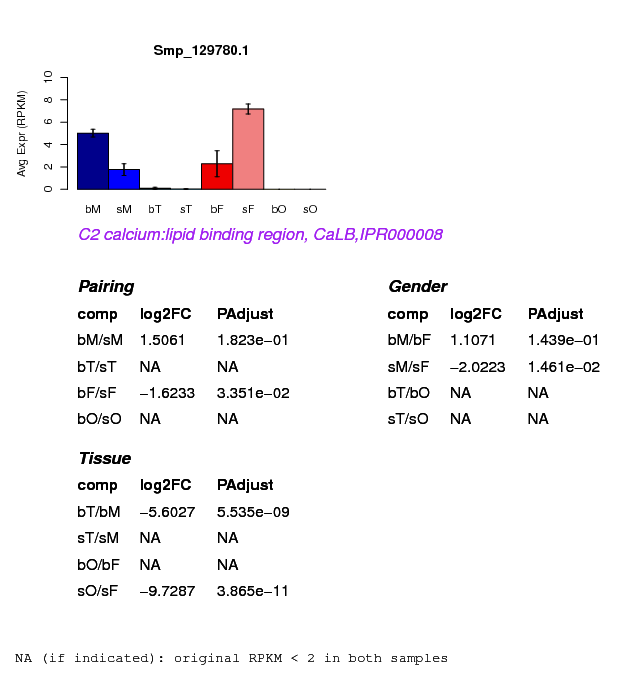 Smp_129780.1
Avg Expr (RPKM)
0 2 4 6 8 10
bM sM bT sT bF sF bO sO
C2 calcium:lipid binding region, CaLB,IPR000008
Pairing
comp log2FC PAdjust
bM/sM 1.5061 1.823e−01
bT/sT NA NA
bF/sF −1.6233 3.351e−02
bO/sO NA NA
Gender
comp log2FC PAdjust
bM/bF 1.1071 1.439e−01
sM/sF −2.0223 1.461e−02
bT/bO NA NA
sT/sO NA NA
Tissue
comp log2FC PAdjust
bT/bM −5.6027 5.535e−09
sT/sM NA NA
bO/bF NA NA
sO/sF −9.7287 3.865e−11
NA (if indicated): original RPKM < 2 in both samples